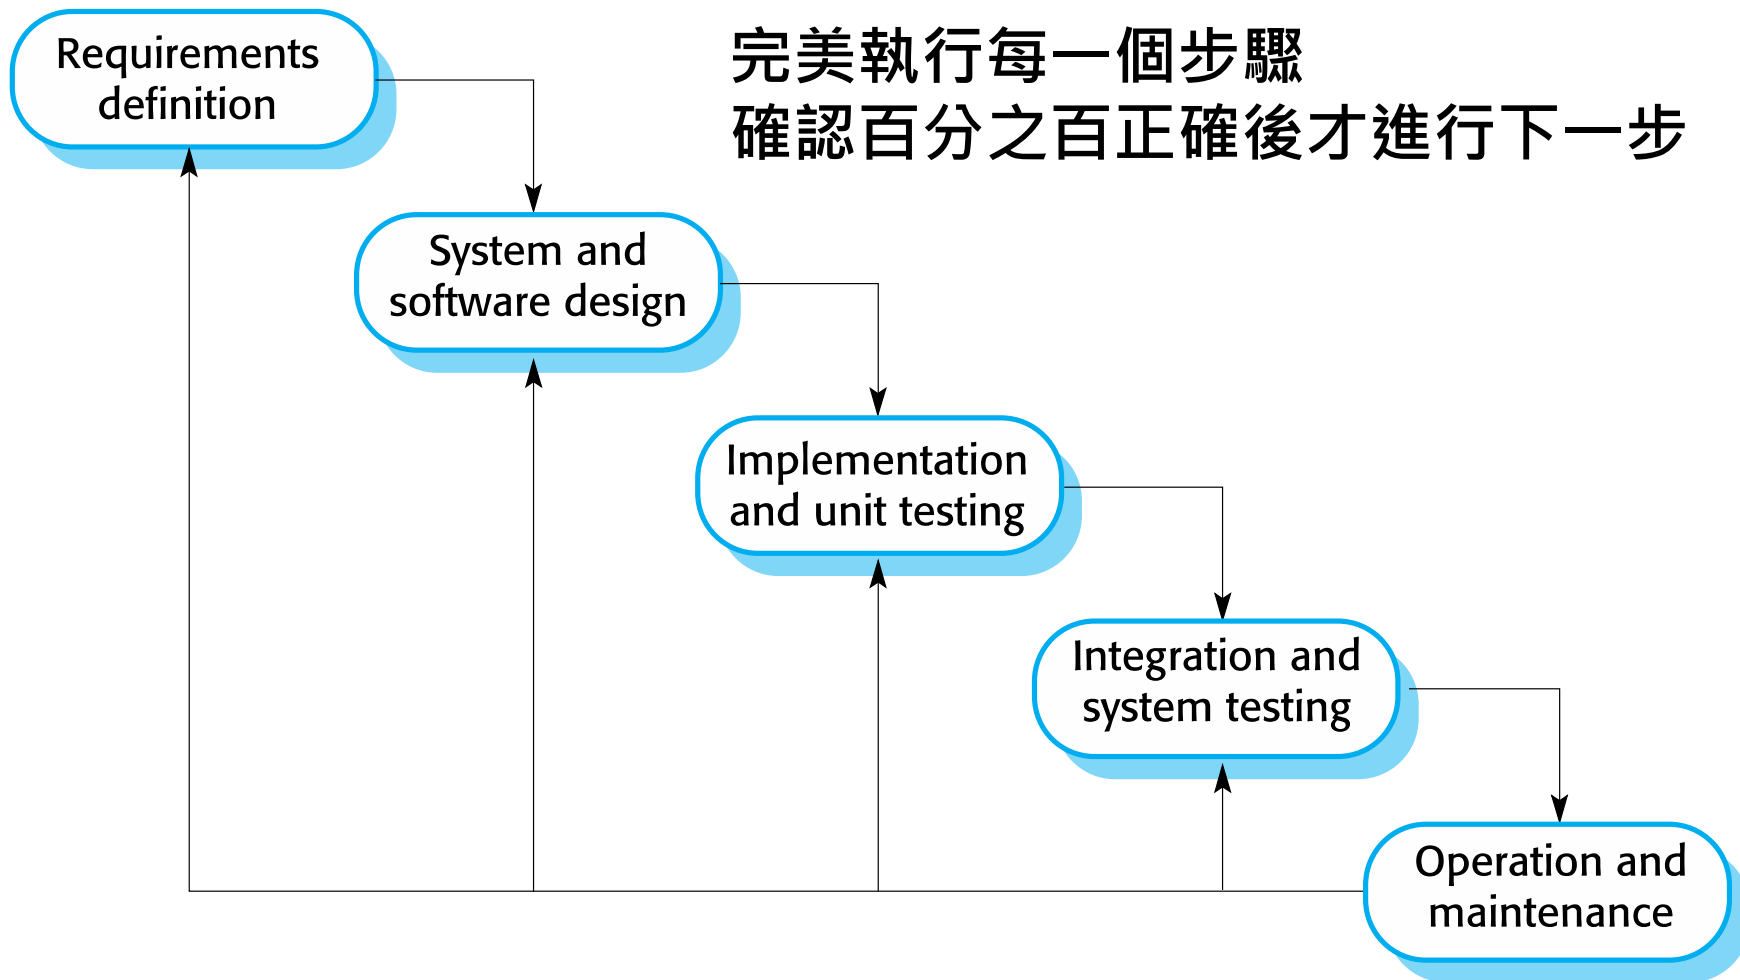 Requirements
definition
完美執行每一個步驟
確認百分之百正確後才進行下一步
System and
software design
Implementation
and unit testing
Integration and
system testing
Operation and
maintenance